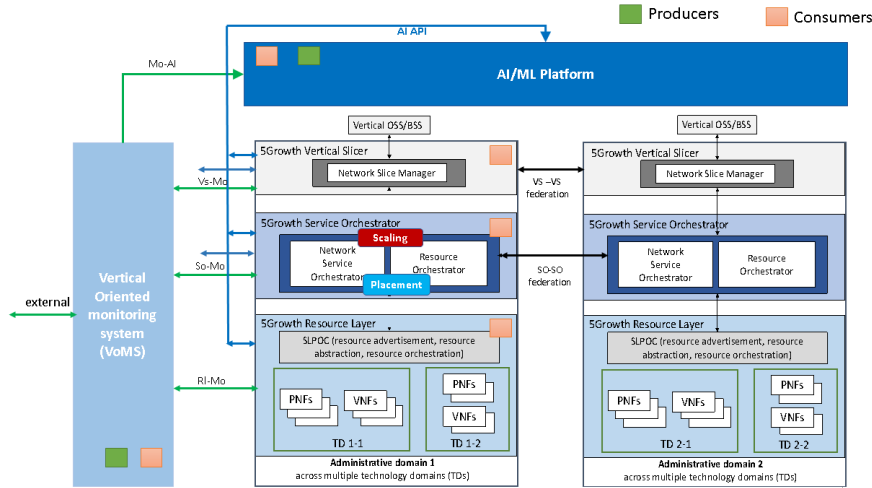 Producers
Consumers
AI API
Mo-AI
AI/ML Platform
Vertical OSS/BSS
Vertical OSS/BSS
5Growth Vertical Slicer
Network Slice Manager
5Growth Vertical Slicer
Network Slice Manager
Vs-Mo
VS –VS
federation
5Growth Service Orchestrator
Scaling
Network
Service
Orchestrator
Resource
Orchestrator
Placement
5Growth Service Orchestrator
Network
Service
Orchestrator
Resource
Orchestrator
So-Mo
SO-SO
federation
Vertical
Oriented
monitoring
system
(VoMS)
external
5Growth Resource Layer
SLPOC (resource advertisement, resource
abstraction, resource orchestration)
PNFs
VNFs
TD 1-1
PNFs
VNFs
TD 1-2
5Growth Resource Layer
SLPOC (resource advertisement, resource
abstraction, resource orchestration)
PNFs
VNFs
TD 2-1
PNFs
VNFs
TD 2-2
Rl-Mo
Administrative domain 1
across multiple technology domains (TDs)
Administrative domain 2
across multiple technology domains (TDs)